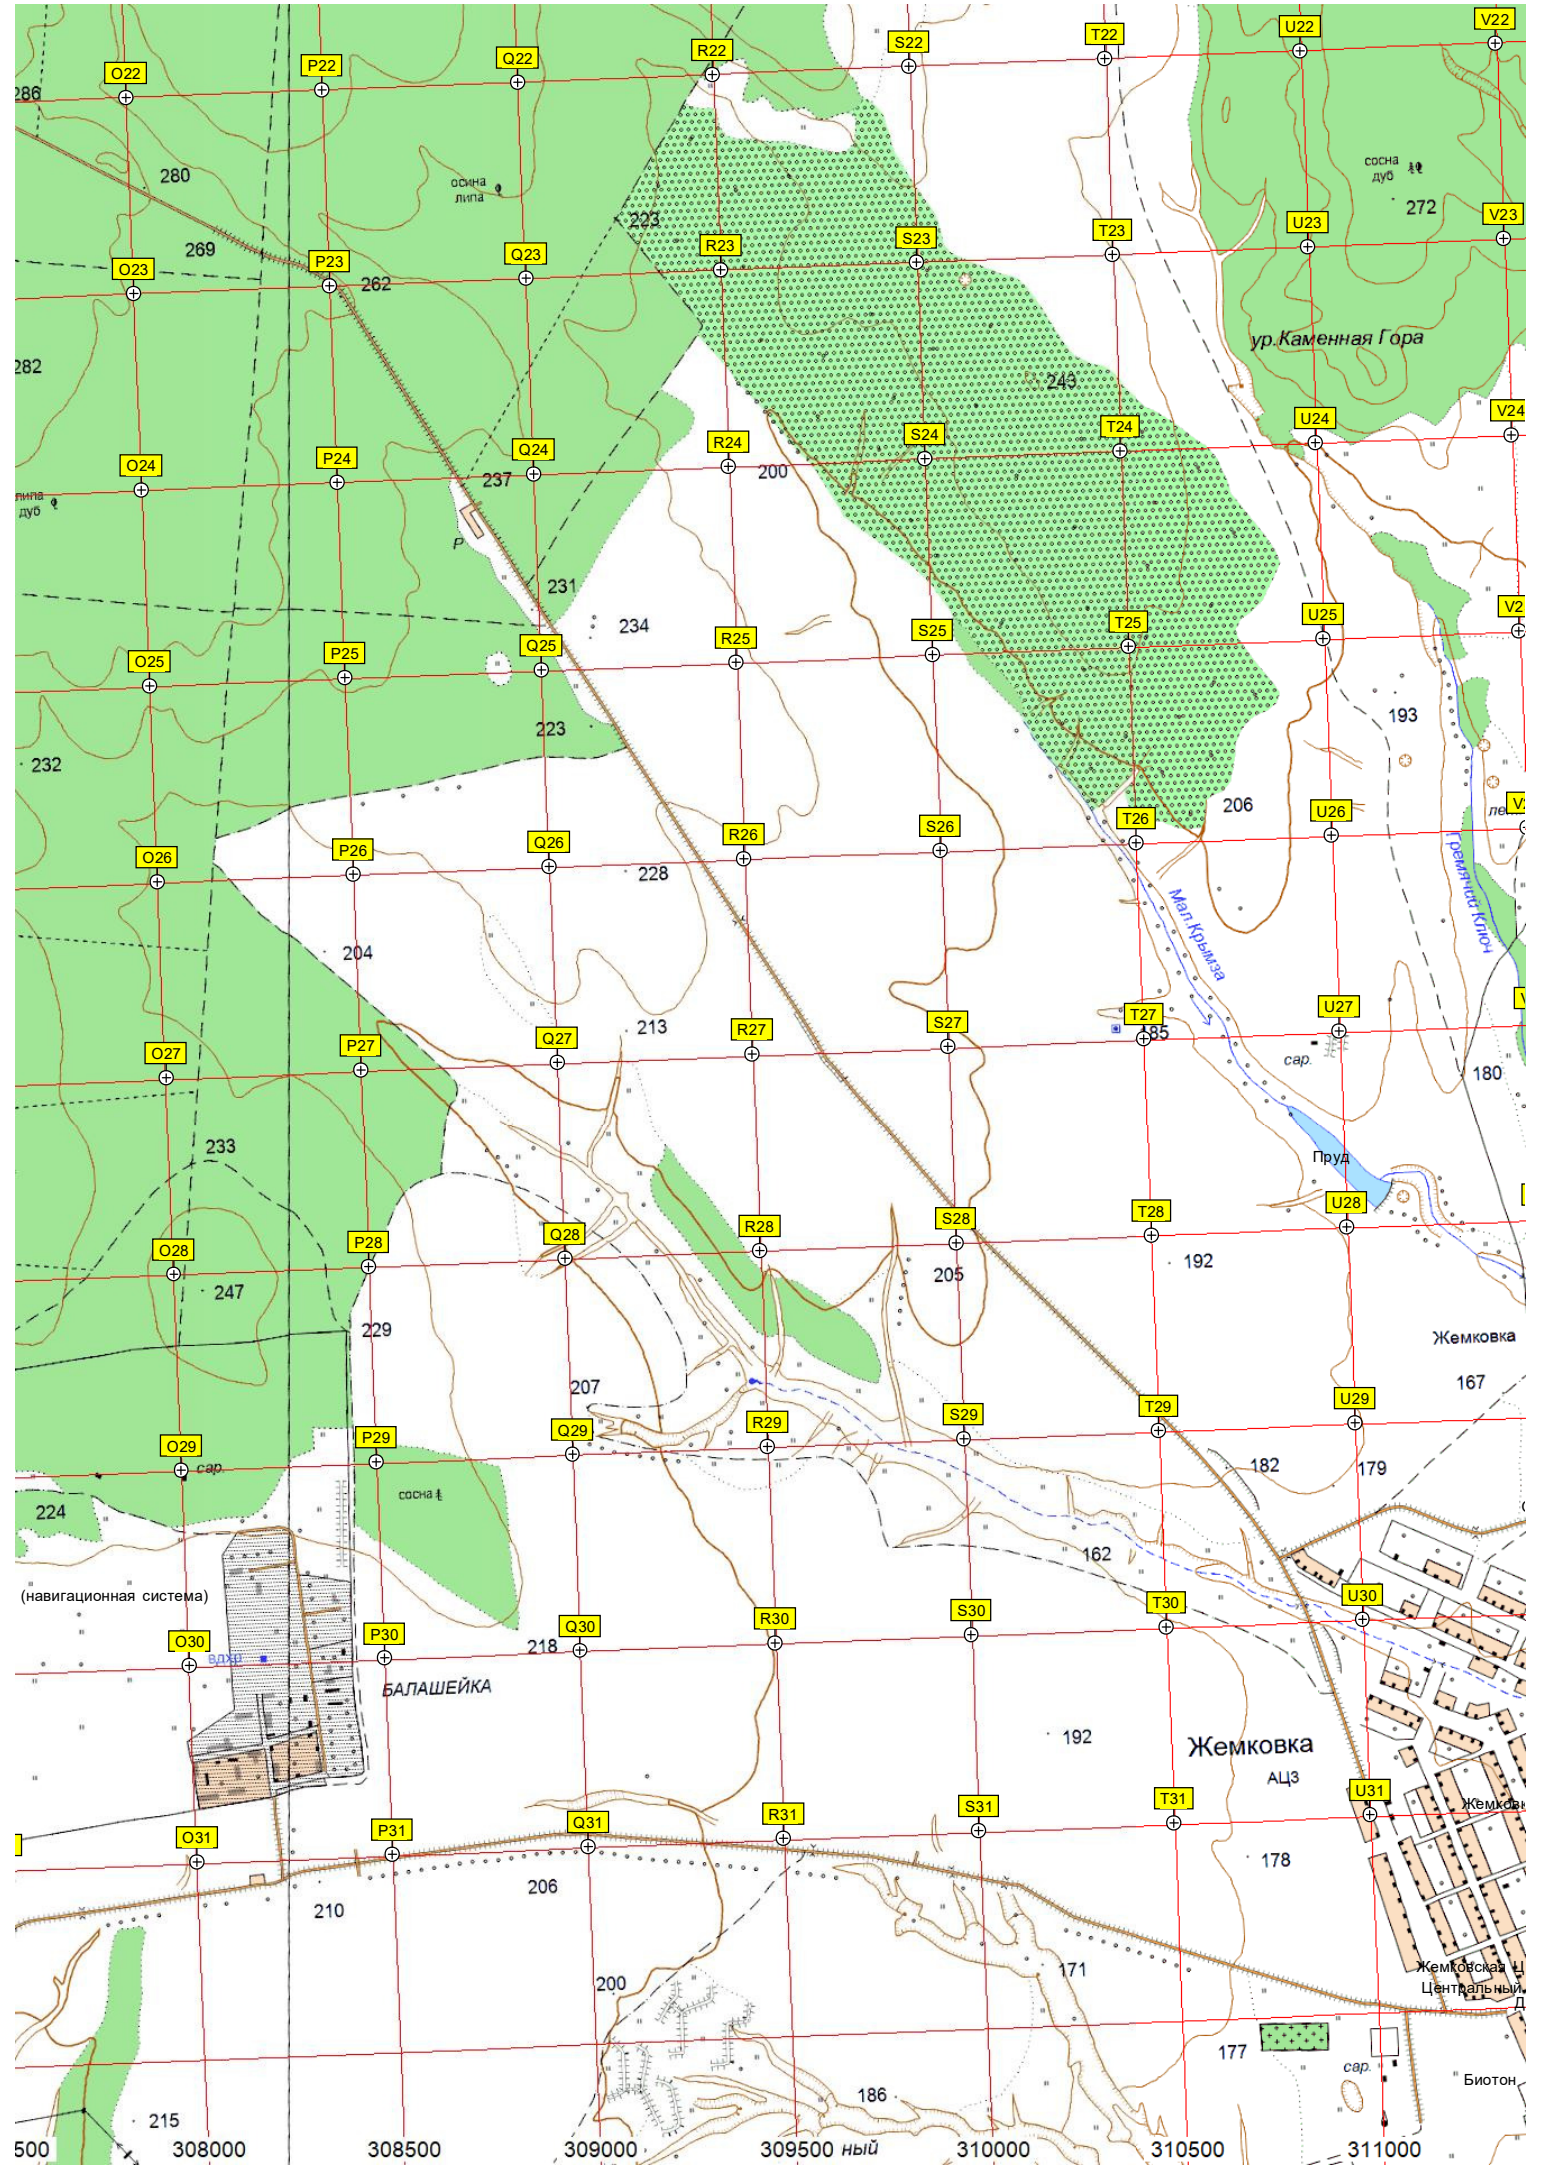 V22
U22
T22
S22
R22
Q22
P22
O22
286
сосна
дуб
280
осина
липа
272
223
V23
U23
T23
S23
R23
269
Q23
P23
262
O23
ур.Каменная Гора
282
243
V24
U24
T24
S24
R24
200
Q24
P24
237
O24
липа
дуб
Р
231
234
U25
T25
S25
R25
Q25
P25
O25
193
223
232
206
U26
T26
S26
R26
Q26
P26
O26
228
Гремячий Ключ
Мал.Крымза
204
213
U27
T27
185
S27
R27
Q27
P27
O27
сар.
180
233
Пруд
U28
T28
S28
R28
Q28
P28
O28
192
205
247
229
Жемковка
167
207
U29
T29
S29
R29
Q29
P29
O29
сар.
182
179
сосна
224
162
(навигационная система)
U30
T30
S30
R30
Q30
P30
O30
218
вдхр
БАЛАШЕЙКА
192
Жемковка
АЦЗ
U31
T31
S31
R31
Q31
P31
O31
178
206
210
171
Жемковская Ц
Центральный
200
177
сар.
186
Биотон
215
500
308000
308500
309000
309500
ный
310000
310500
311000